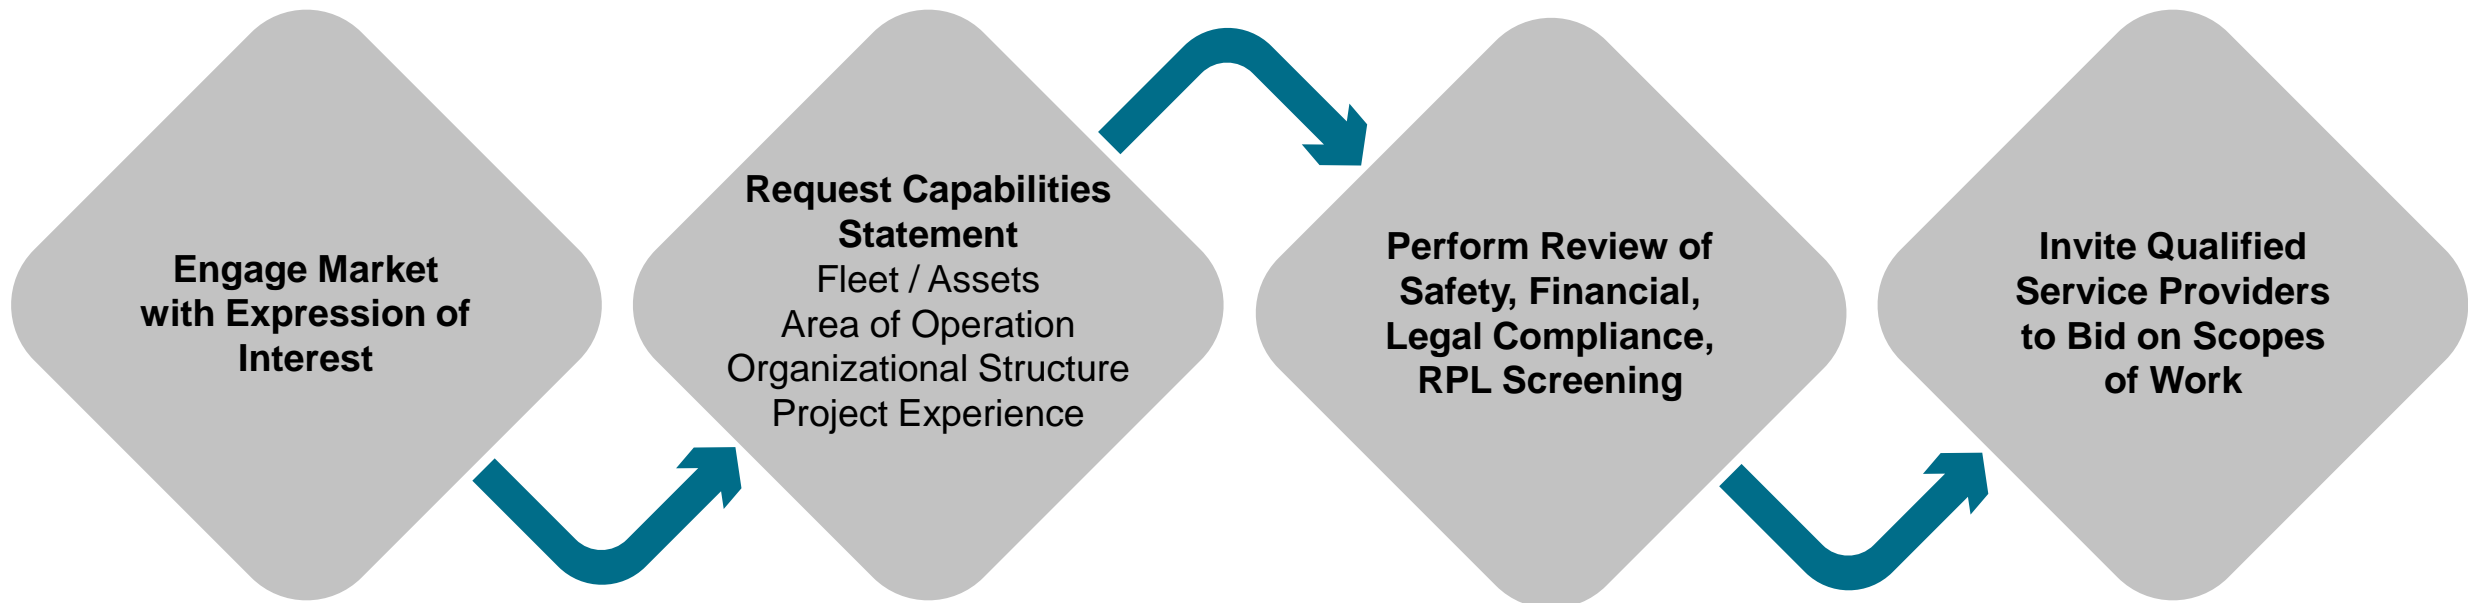 Engage Market
with Expression of
Interest
Request Capabilities
Statement
Fleet / Assets
Area of Operation
Organizational Structure
Project Experience
Perform Review of
Safety, Financial,
Legal Compliance,
RPL Screening
Invite Qualified
Service Providers
to Bid on Scopes
of Work